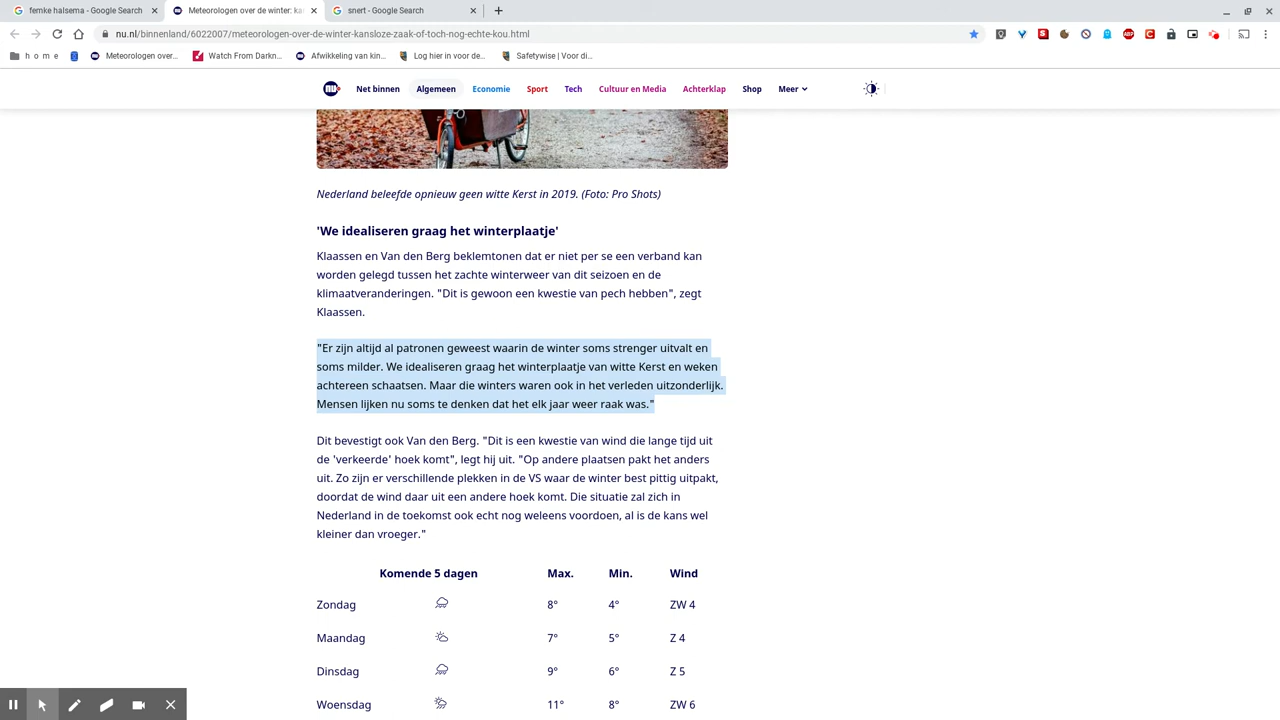 femke halsema - Google Search
Meteorologen over de winter: kan
snert - Google Search
nu.nl/binnenland/6022007/meteorologen-over-de-winter-kansloze-zaak-of-toch-nog-echte-kou.html
h o m e
Meteorologen over...
Watch From Darkn...
Afwikkeling van kin...
Log hier in voor de...
Safetywise | Voor di...
nu
Net binnen
Algemeen
Economie
Sport
Tech
Cultuur en Media
Achterklap
Shop
Meer
Nederland beleefde opnieuw geen witte Kerst in 2019. (Foto: Pro Shots)
'We idealiseren graag het winterplaatje'
Klaassen en Van den Berg beklemtonen dat er niet per se een verband kan
worden gelegd tussen het zachte winterweer van dit seizoen en de
klimaatveranderingen. "Dit is gewoon een kwestie van pech hebben", zegt
Klaassen.
"Er zijn altijd al patronen geweest waarin de winter soms strenger uitvalt en
soms milder. We idealiseren graag het winterplaatje van witte Kerst en weken
achtereen schaatsen. Maar die winters waren ook in het verleden uitzonderlijk.
Mensen lijken nu soms te denken dat het elk jaar weer raak was."
Dit bevestigt ook Van den Berg. "Dit is een kwestie van wind die lange tijd uit
de 'verkeerde' hoek komt", legt hij uit. "Op andere plaatsen pakt het anders
uit. Zo zijn er verschillende plekken in de VS waar de winter best pittig uitpakt,
doordat de wind daar uit een andere hoek komt. Die situatie zal zich in
Nederland in de toekomst ook echt nog weleens voordoen, al is de kans wel
kleiner dan vroeger."
Komende 5 dagen Max. Min. Wind
Zondag 8° 4° ZW 4
Maandag 7° 5° Z 4
Dinsdag 9° 6° Z 5
Woensdag 11° 8° ZW 6